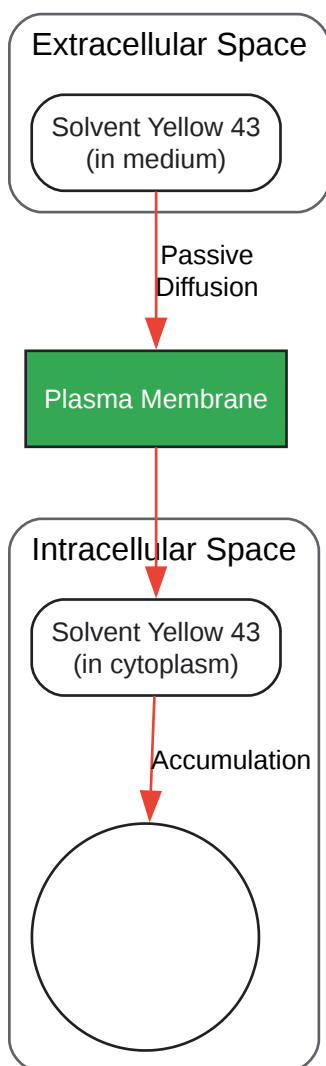 Extracellular Space
Solvent Yellow 43
(in medium)
Passive
Diffusion
Plasma Membrane
Intracellular Space
Solvent Yellow 43
(in cytoplasm)
Accumulation